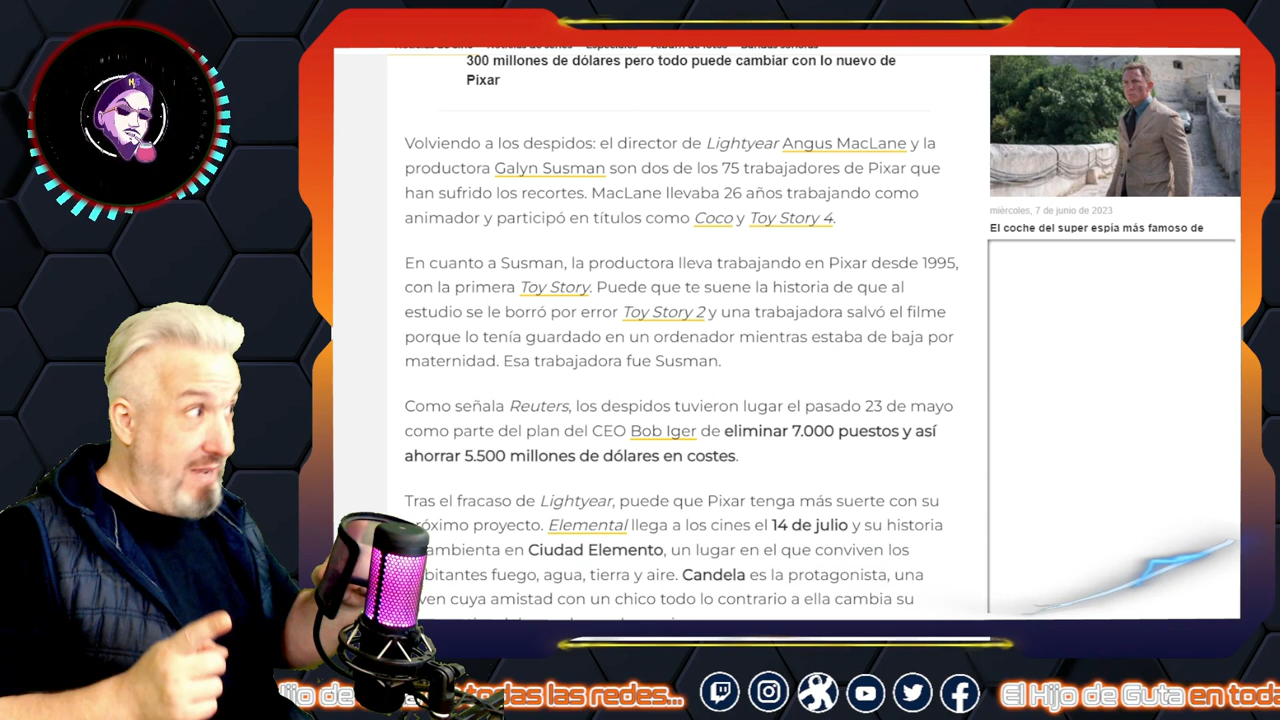 300 millones de dólares pero todo puede cambiar con lo nuevo de
Pixar
Volviendo a los despidos: el director de Lightyear Angus MacLane y la
productora Galyn Susman son dos de los 75 trabajadores de Pixar que
han sufrido los recortes. MacLane llevaba 26 años trabajando como
animador y participó en títulos como Coco y Toy Story 4.
En cuanto a Susman, la productora lleva trabajando en Pixar desde 1995,
con la primera Toy Story. Puede que te suene la historia de que al
estudio se le borró por error Toy Story 2 y una trabajadora salvó el filme
porque lo tenía guardado en un ordenador mientras estaba de baja por
maternidad. Esa trabajadora fue Susman.
Como señala Reuters, los despidos tuvieron lugar el pasado 23 de mayo
como parte del plan del CEO Bob Iger de eliminar 7.000 puestos y así
ahorrar 5.500 millones de dólares en costes.
Tras el fracaso de Lightyear, puede que Pixar tenga más suerte con su
próximo proyecto. Elemental llega a los cines el 14 de julio y su historia
ambienta en Ciudad Elemento, un lugar en el que conviven los
bitantes fuego, agua, tierra y aire. Candela es la protagonista, una
ven cuya amistad con un chico todo lo contrario a ella cambia su
miércoles, 7 de junio de 2023
El coche del super espía más famoso de
todas las redes...
El Hijo de Guta en toda